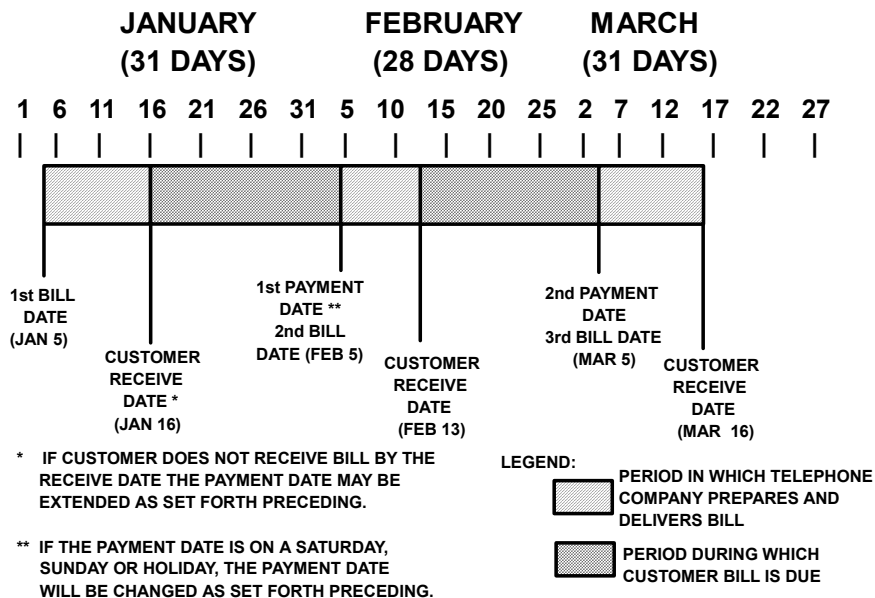 JANUARY FEBRUARY MARCH
(31 DAYS) (28 DAYS) (31 DAYS)
1 6 11 16 21 26 31 5 10 15 20 25 2 7 12 17 22 27
1st BILL
DATE
(JAN 5)
CUSTOMER
RECEIVE
DATE *
(JAN 16)
1st PAYMENT
DATE **
2nd BILL
DATE (FEB 5)
CUSTOMER
RECEIVE
DATE
(FEB 13)
2nd PAYMENT
DATE
3rd BILL DATE
(MAR 5)
CUSTOMER
RECEIVE
DATE
(MAR 16)
* IF CUSTOMER DOES NOT RECEIVE BILL BY THE
RECEIVE DATE THE PAYMENT DATE MAY BE
EXTENDED AS SET FORTH PRECEDING.
** IF THE PAYMENT DATE IS ON A SATURDAY,
SUNDAY OR HOLIDAY, THE PAYMENT DATE
WILL BE CHANGED AS SET FORTH PRECEDING.
LEGEND:
PERIOD IN WHICH TELEPHONE
COMPANY PREPARES AND
DELIVERS BILL
PERIOD DURING WHICH
CUSTOMER BILL IS DUE